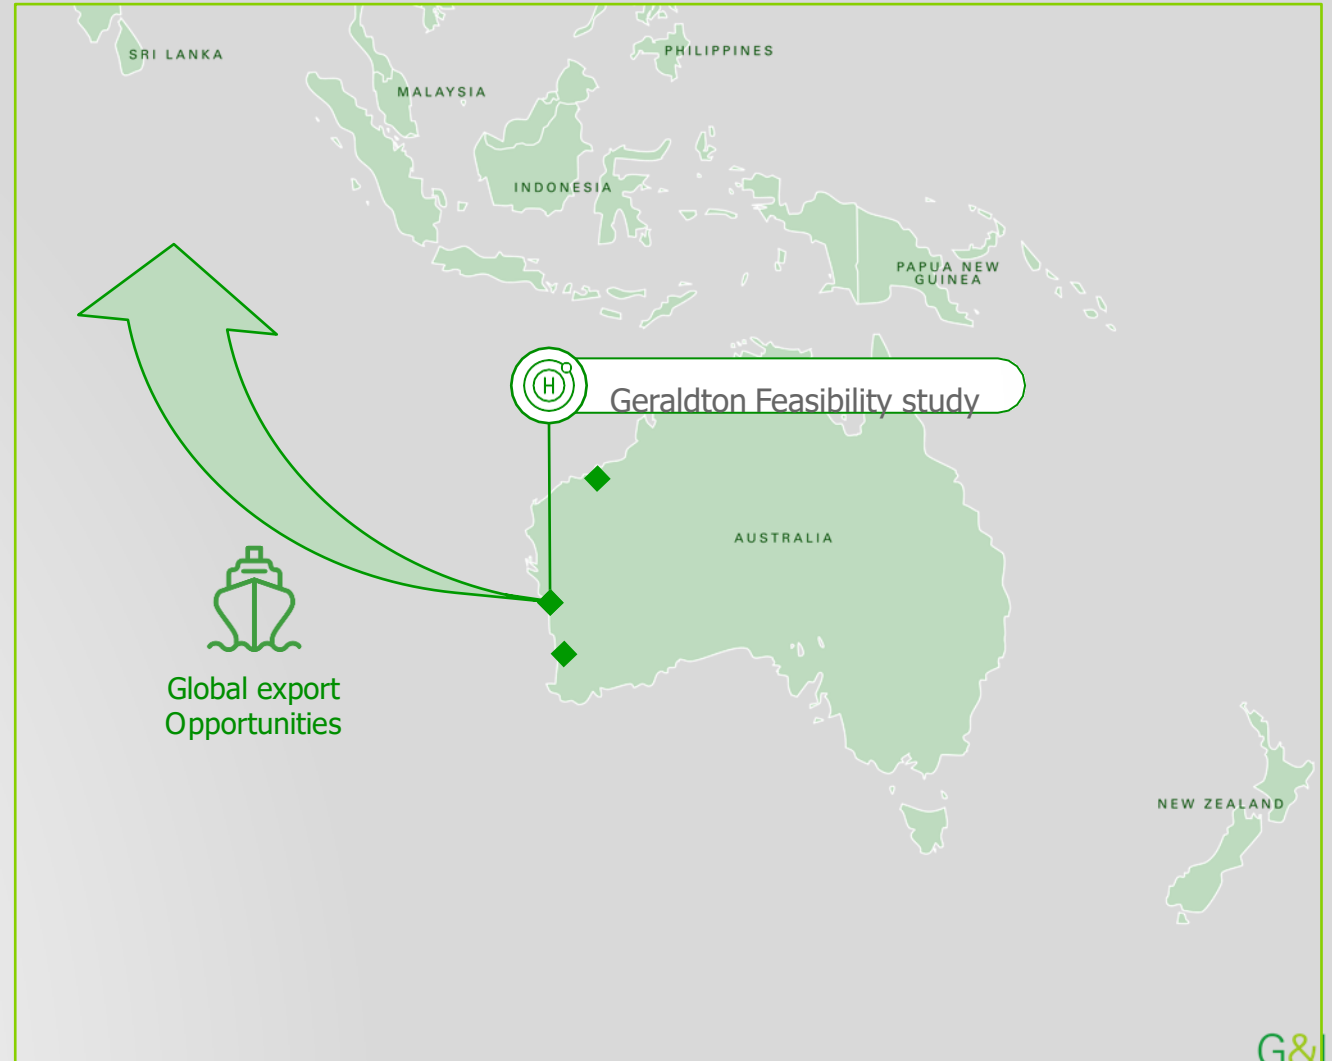 SRI LANKA
PHILIPPINES
MALAYSIA
INDONESIA
PAPUA NEW
GUINEA
H
Geraldton Feasibility study
AUSTRALIA
Global export
Opportunities
NEW ZEALAND
G&